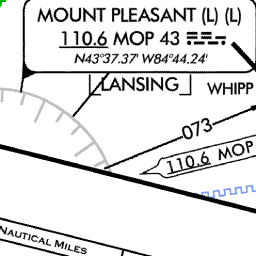 MOUNT PLEASANT (L) (L)
110.6 MOP 43
N43°37.37' W84°44.24'
LANSING
WHIPP
073
110.6 MOP
NAUTICAL MILES